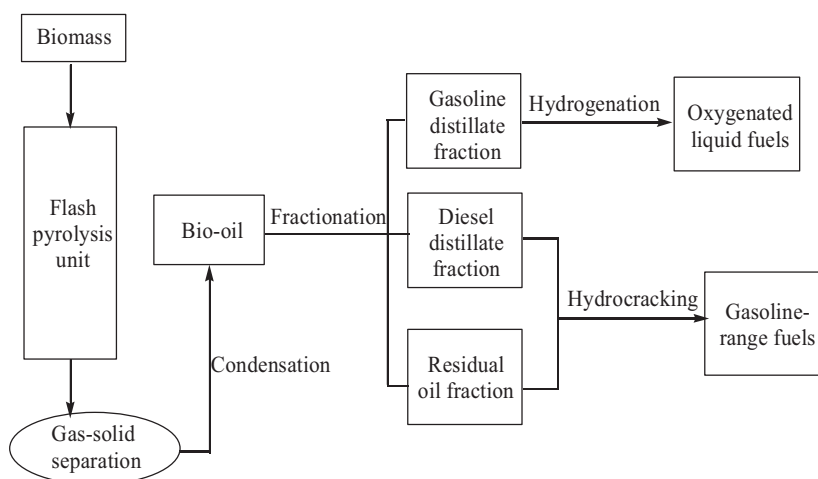 Biomass
Flash
pyrolysis
unit
Gas-solid
separation
Condensation
Bio-oil
Fractionation
Gasoline
distillate
fraction
Hydrogenation
Oxygenated
liquid fuels
Diesel
distillate
fraction
Residual
oil fraction
Hydrocracking
Gasoline-
range fuels